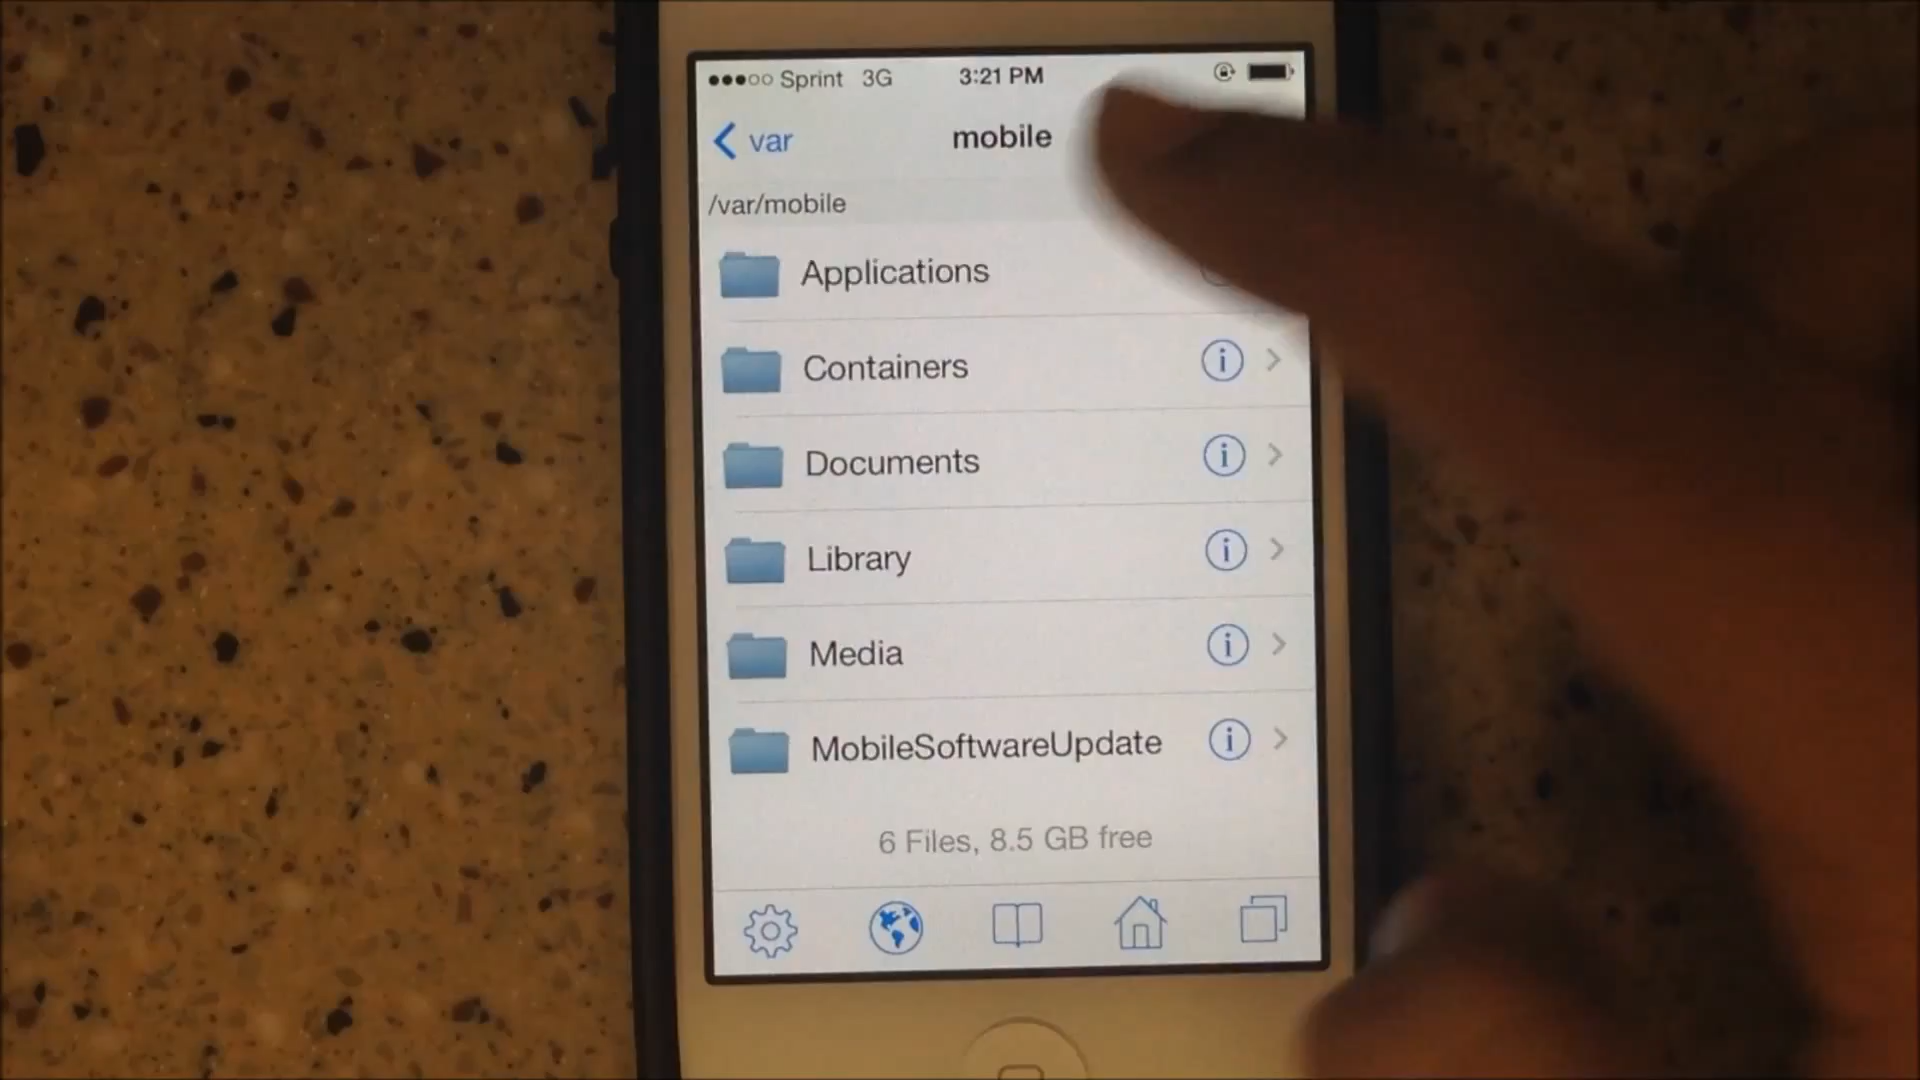 Sprint 3G 3:21 PM
var mobile
/var/mobile
Applications
Containers
Documents
Library
Media
MobileSoftwareUpdate
6 Files, 8.5 GB free